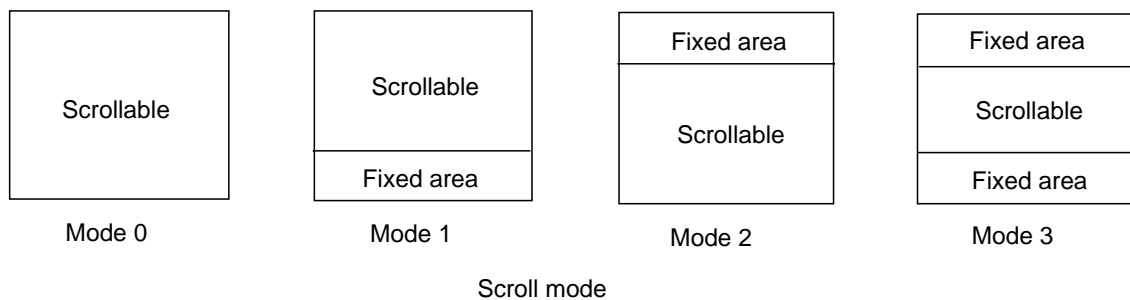 Scrollable
Mode 0
Scrollable
Fixed area
Mode 1
Fixed area
Scrollable
Mode 2
Fixed area
Scrollable
Fixed area
Mode 3
Scroll mode